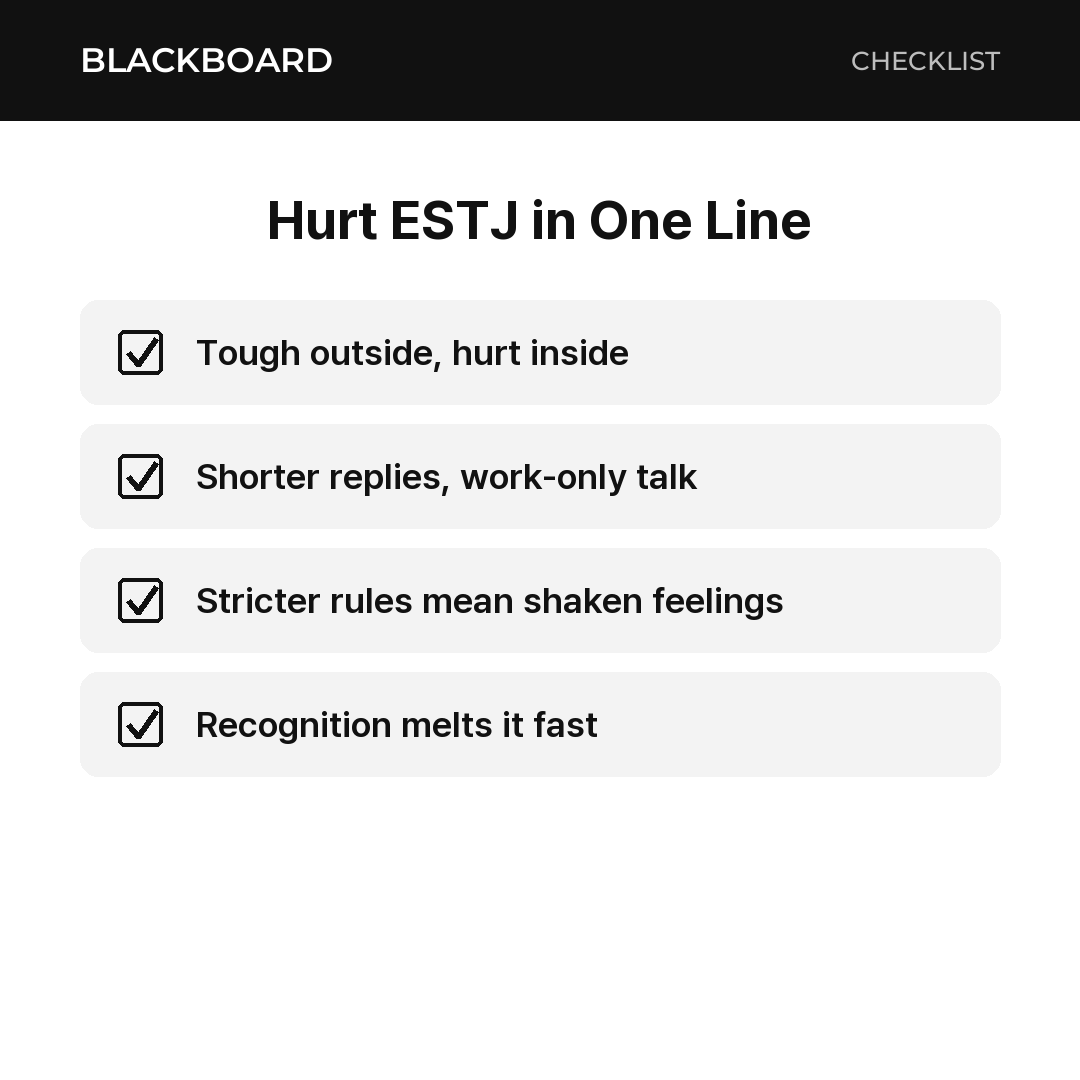 BLACKBOARD
CHECKLIST
Hurt ESTJ in One Line
Tough outside, hurt inside
Shorter replies, work-only talk
Stricter rules mean shaken feelings
Recognition melts it fast